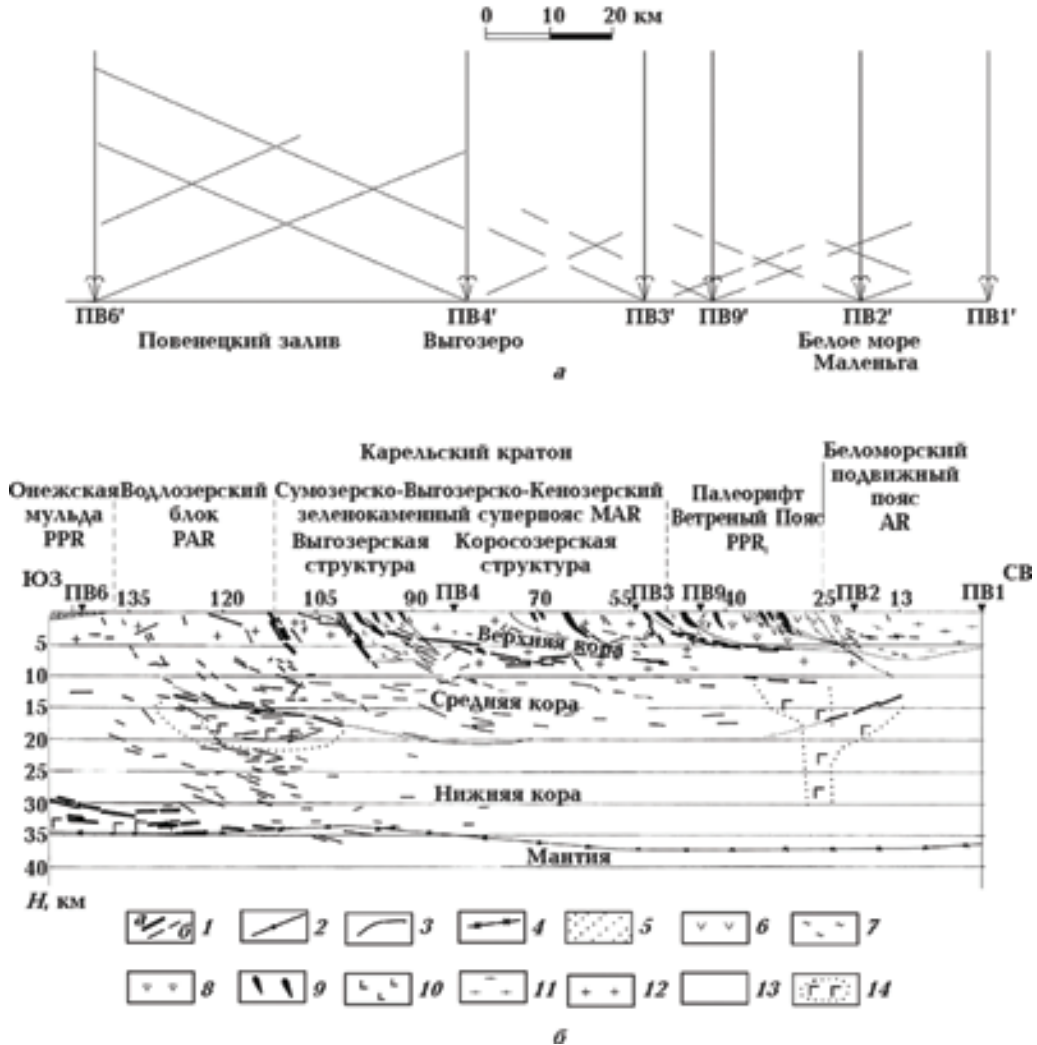 0 10 20 км
ПВ6' ПВ4' ПВ3' ПВ9' ПВ2' ПВ1'
Повенецкий залив Выгозеро Белое море
Маленьга
а
Карельский кратон
Беломорский
подвижный
пояс
AR
Онежская
мульда
PPR
Водлозерский
блок
PAR
Сумозерско-Выгозерско-Кенозерский
зеленокаменный суперпояс MAR
Выгозерская
структура
Коросозерская
структура
Палеорифт
Ветреный Пояс
PPR₁
ЮЗ СВ
ПВ6 135 120 105 90 ПВ4 70 55 ПВ3 ПВ9 40 25 ПВ2 13 ПВ1
5 Верхняя кора
10
15 Средняя кора
20
25
30 Нижняя кора
35
40 Мантия
Н, км
а б 1 2 3 4 5 6 7
8 9 10 11 12 13 14
б